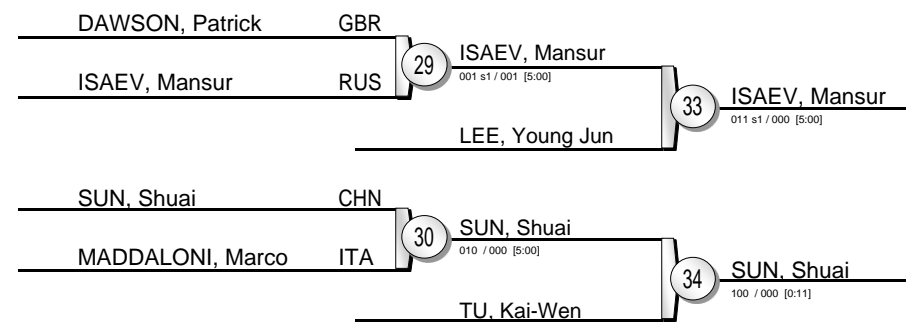 DAWSON, Patrick GBR
29
ISAEV, Mansur
001 s1 / 001 [5:00]
ISAEV, Mansur RUS
33
ISAEV, Mansur
011 s1 / 000 [5:00]
LEE, Young Jun
SUN, Shuai CHN
30
SUN, Shuai
010 / 000 [5:00]
MADDALONI, Marco ITA
34
SUN, Shuai
100 / 000 [0:11]
TU, Kai-Wen